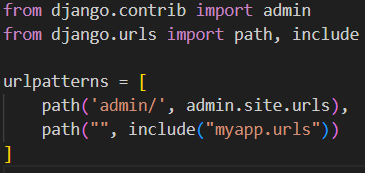 from django.contrib import admin
from django.urls import path, include

urlpatterns = [
    path('admin/', admin.site.urls),
    path("", include("myapp.urls"))
]